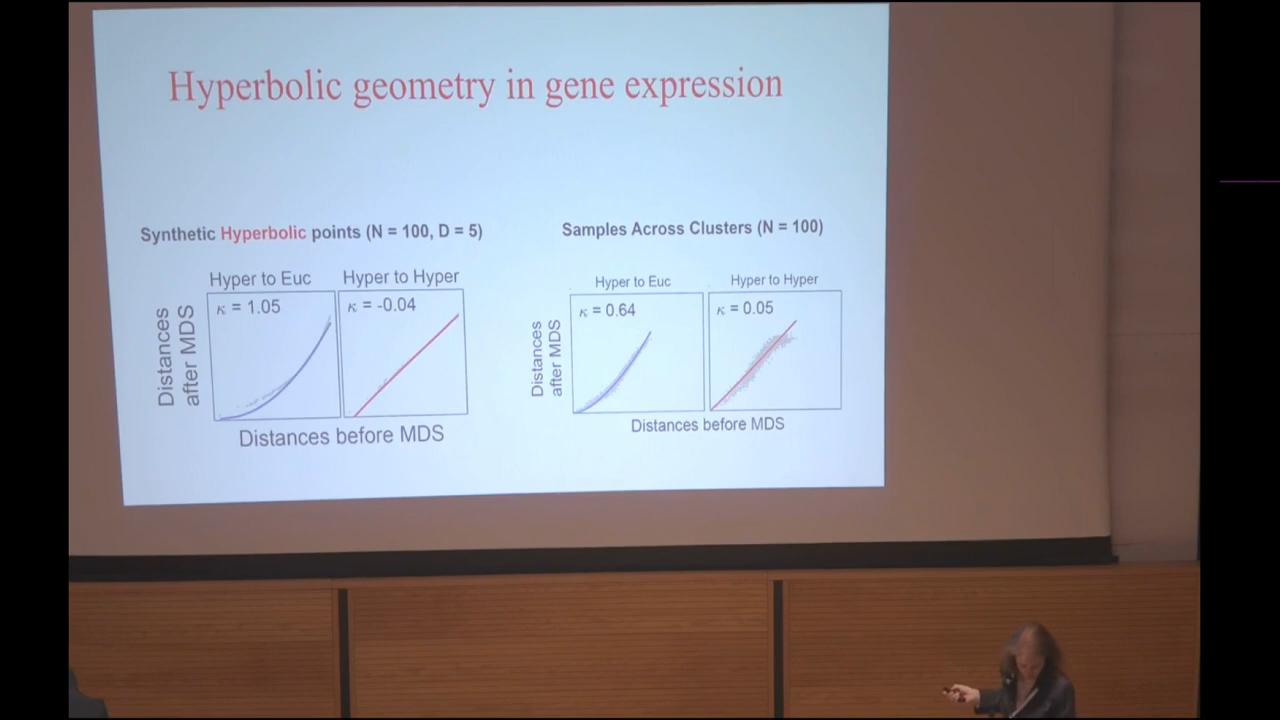 Hyperbolic geometry in gene expression
Synthetic Hyperbolic points (N = 100, D = 5)
Hyper to Euc
Hyper to Hyper
κ = 1.05
κ = -0.04
Distances
after MDS
Distances before MDS
Samples Across Clusters (N = 100)
Hyper to Euc
Hyper to Hyper
κ = 0.64
κ = 0.05
Distances
after MDS
Distances before MDS